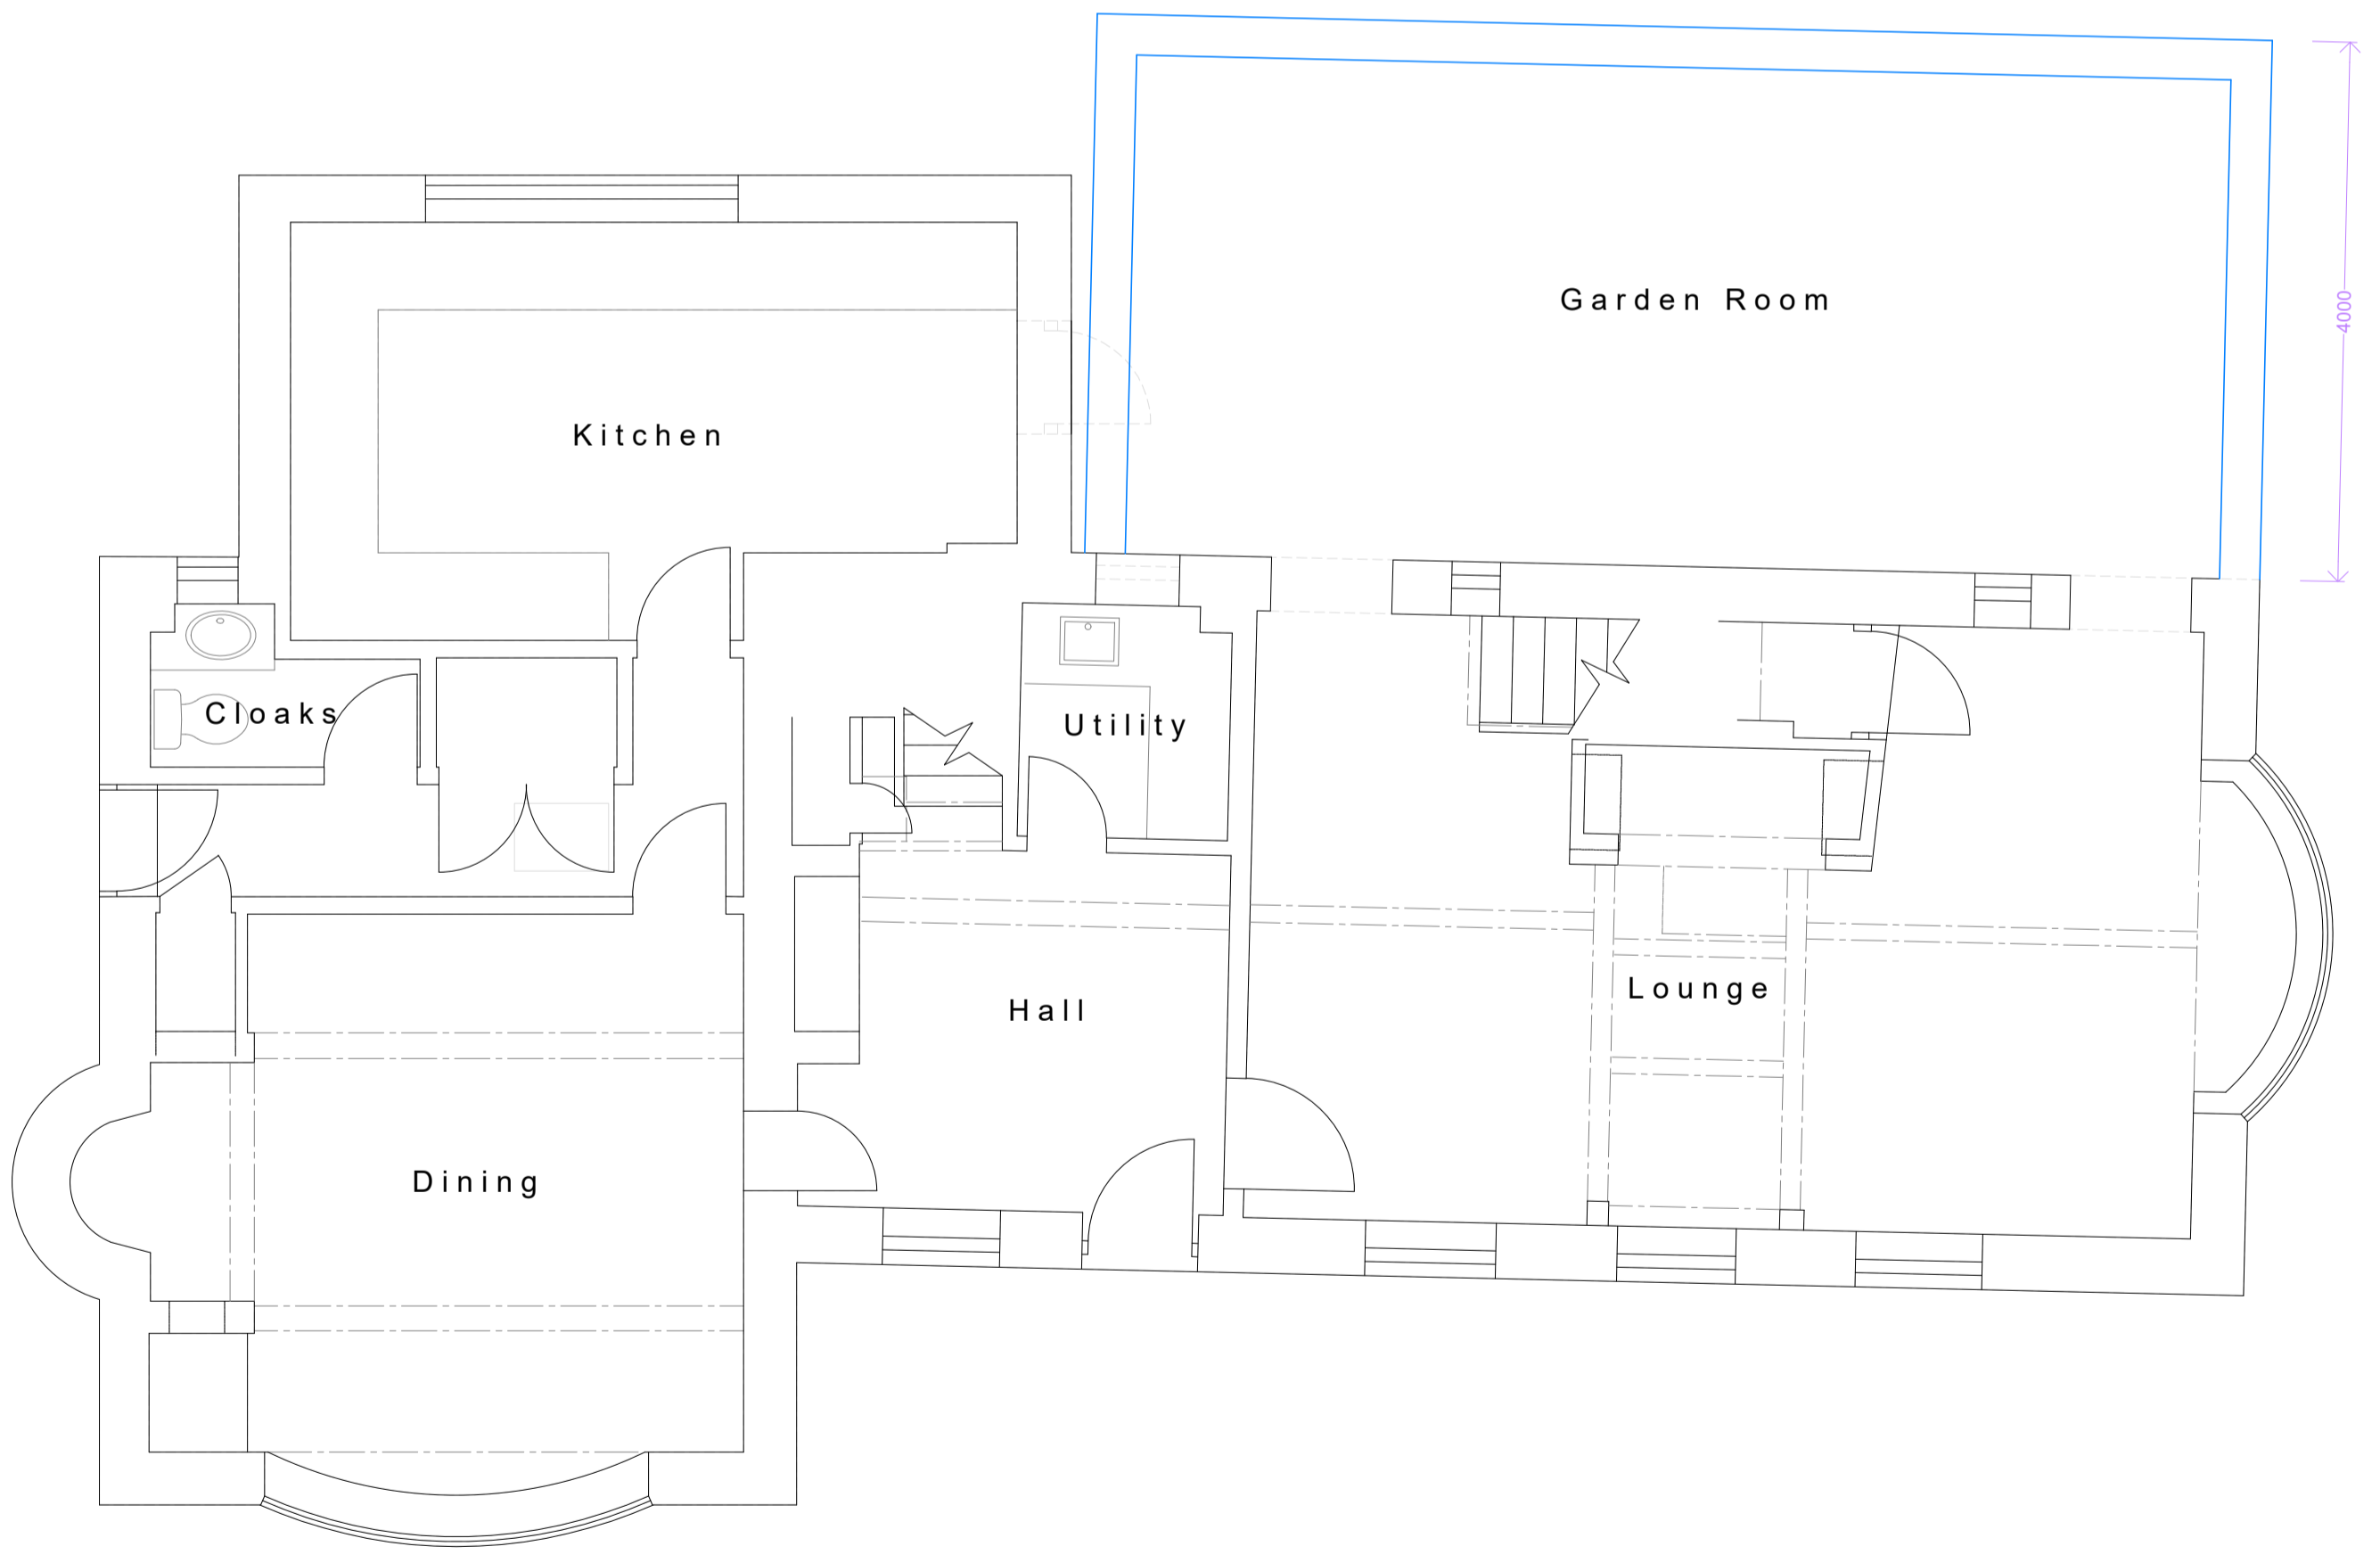 Garden Room
4000
Kitchen
Cloaks
Utility
Lounge
Hall
Dining